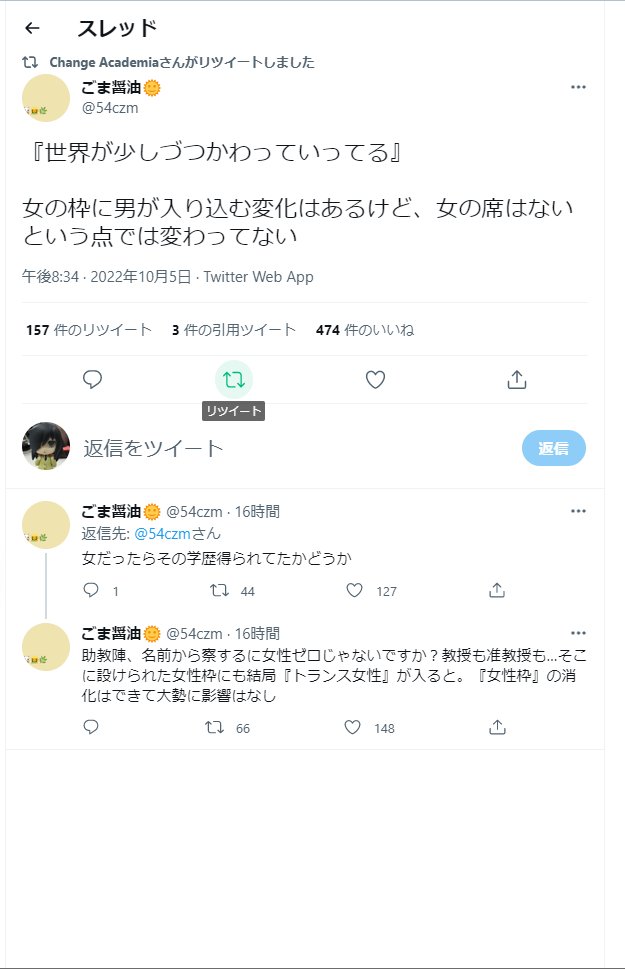 スレッド
Change Academiaさんがリツイートしました
ごま醤油🌞
@54czm
『世界が少しづつかわっていってる』
女の枠に男が入り込む変化はあるけど、女の席はない
という点では変わってない
午後8:34 · 2022年10月5日 · Twitter Web App
157 件のリツイート 3 件の引用ツイート 474 件のいいね
リツイート
返信をツイート 返信
ごま醤油🌞 @54czm · 16時間
返信先: @54czmさん
女だったらその学歴得られてたかどうか
1 44 127
ごま醤油🌞 @54czm · 16時間
助教陣、名前から察するに女性ゼロじゃないですか？教授も准教授も...そこ
に設けられた女性枠にも結局『トランス女性』が入ると。『女性枠』の消
化はできて大勢に影響はなし
66 148